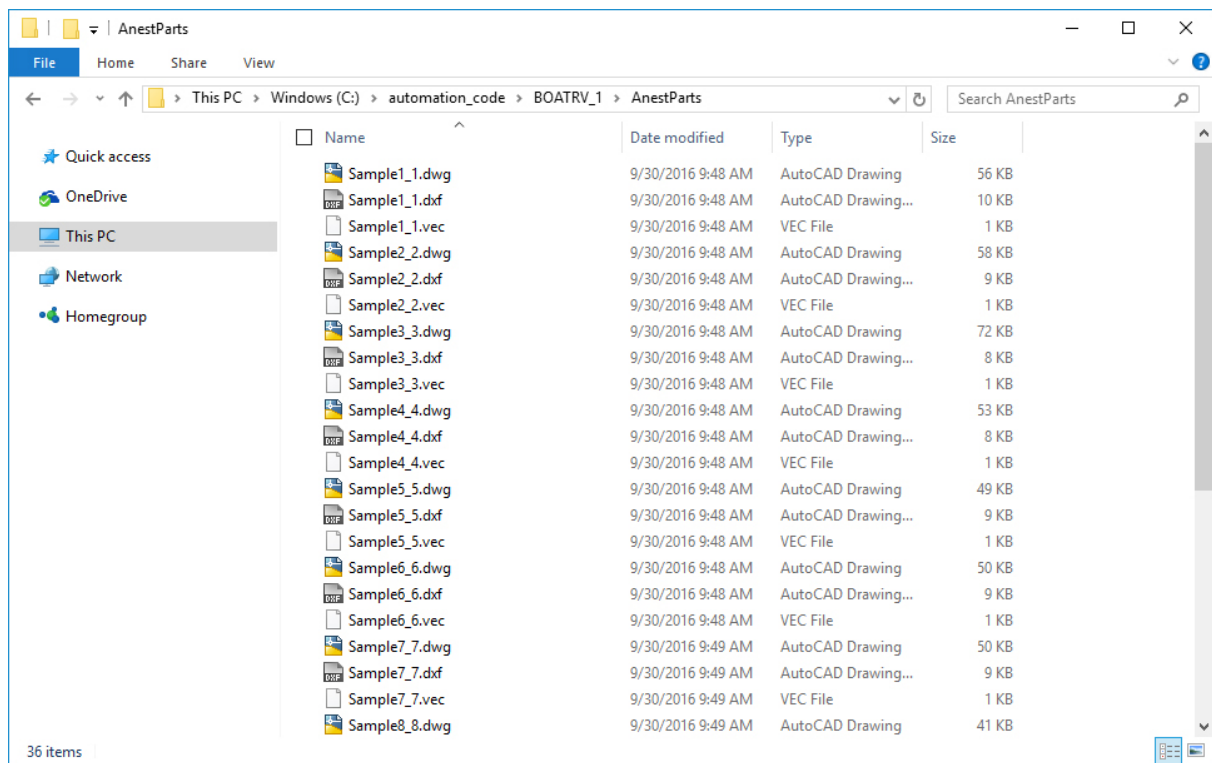 AnestParts
File Home Share View
This PC Windows (C:) automation_code BOATRV_1 AnestParts Search AnestParts
Name Date modified Type Size
Quick access
OneDrive
This PC
Network
Homegroup
Sample1_1.dwg 9/30/2016 9:48 AM AutoCAD Drawing 56 KB
Sample1_1.dxf 9/30/2016 9:48 AM AutoCAD Drawing... 10 KB
Sample1_1.vec 9/30/2016 9:48 AM VEC File 1 KB
Sample2_2.dwg 9/30/2016 9:48 AM AutoCAD Drawing 58 KB
Sample2_2.dxf 9/30/2016 9:48 AM AutoCAD Drawing... 9 KB
Sample2_2.vec 9/30/2016 9:48 AM VEC File 1 KB
Sample3_3.dwg 9/30/2016 9:48 AM AutoCAD Drawing 72 KB
Sample3_3.dxf 9/30/2016 9:48 AM AutoCAD Drawing... 8 KB
Sample3_3.vec 9/30/2016 9:48 AM VEC File 1 KB
Sample4_4.dwg 9/30/2016 9:48 AM AutoCAD Drawing 53 KB
Sample4_4.dxf 9/30/2016 9:48 AM AutoCAD Drawing... 8 KB
Sample4_4.vec 9/30/2016 9:48 AM VEC File 1 KB
Sample5_5.dwg 9/30/2016 9:48 AM AutoCAD Drawing 49 KB
Sample5_5.dxf 9/30/2016 9:48 AM AutoCAD Drawing... 9 KB
Sample5_5.vec 9/30/2016 9:48 AM VEC File 1 KB
Sample6_6.dwg 9/30/2016 9:48 AM AutoCAD Drawing 50 KB
Sample6_6.dxf 9/30/2016 9:48 AM AutoCAD Drawing... 9 KB
Sample6_6.vec 9/30/2016 9:48 AM VEC File 1 KB
Sample7_7.dwg 9/30/2016 9:49 AM AutoCAD Drawing 50 KB
Sample7_7.dxf 9/30/2016 9:49 AM AutoCAD Drawing... 9 KB
Sample7_7.vec 9/30/2016 9:49 AM VEC File 1 KB
Sample8_8.dwg 9/30/2016 9:49 AM AutoCAD Drawing 41 KB
36 items